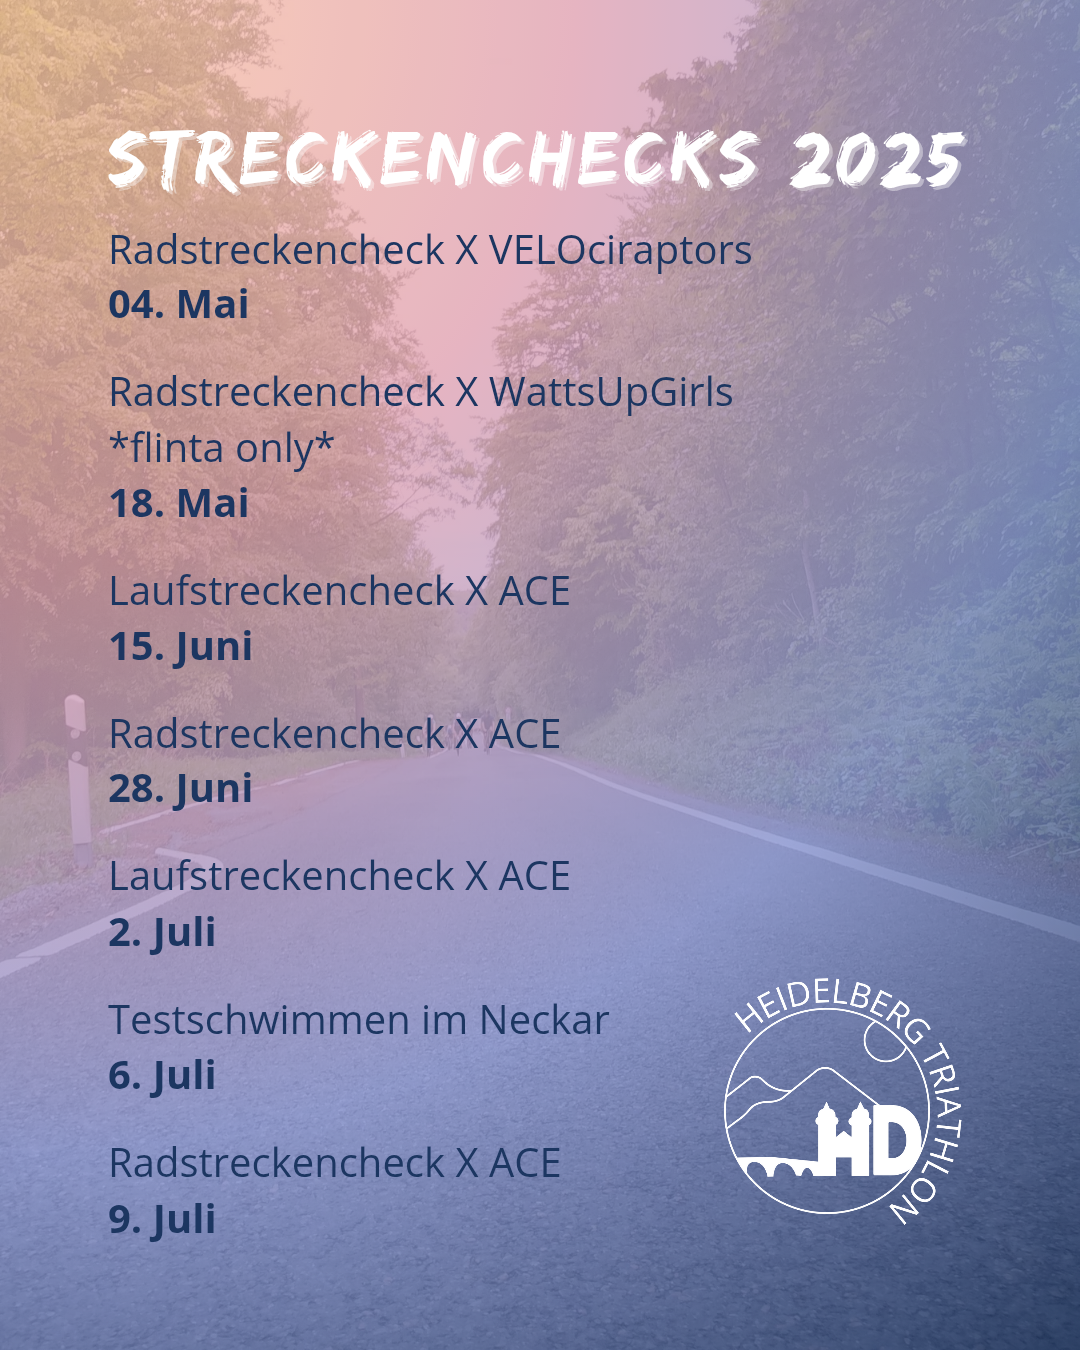 STRECKENCHECKS 2025
Radstreckencheck X VELOciraptors
04. Mai
Radstreckencheck X WattsUpGirls
*flinta only*
18. Mai
Laufstreckencheck X ACE
15. Juni
Radstreckencheck X ACE
28. Juni
Laufstreckencheck X ACE
2. Juli
Testschwimmen im Neckar
6. Juli
Radstreckencheck X ACE
9. Juli
HEIDELBERG TRIATHLON
HD